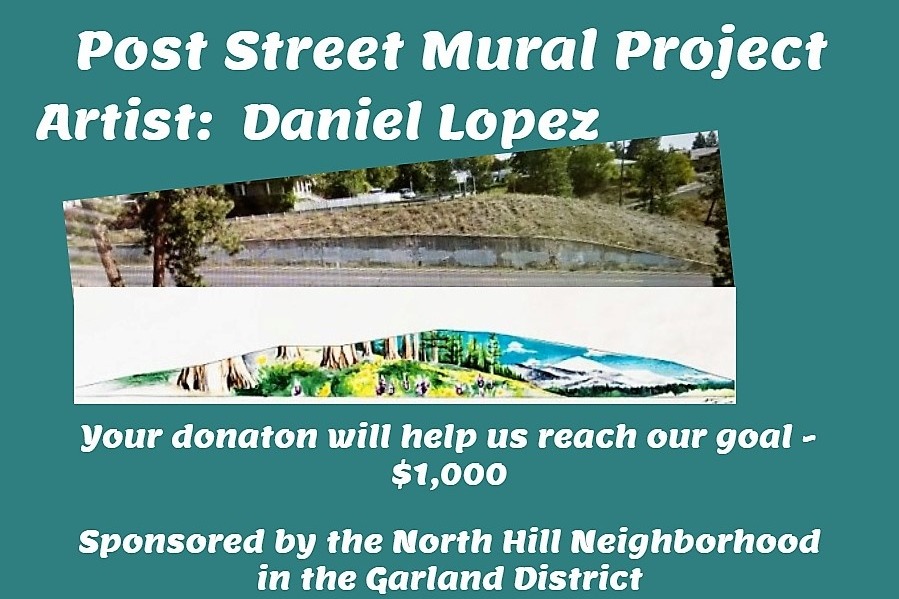 Post Street Mural Project
Artist: Daniel Lopez
Your donaton will help us reach our goal -
$1,000
Sponsored by the North Hill Neighborhood
in the Garland District